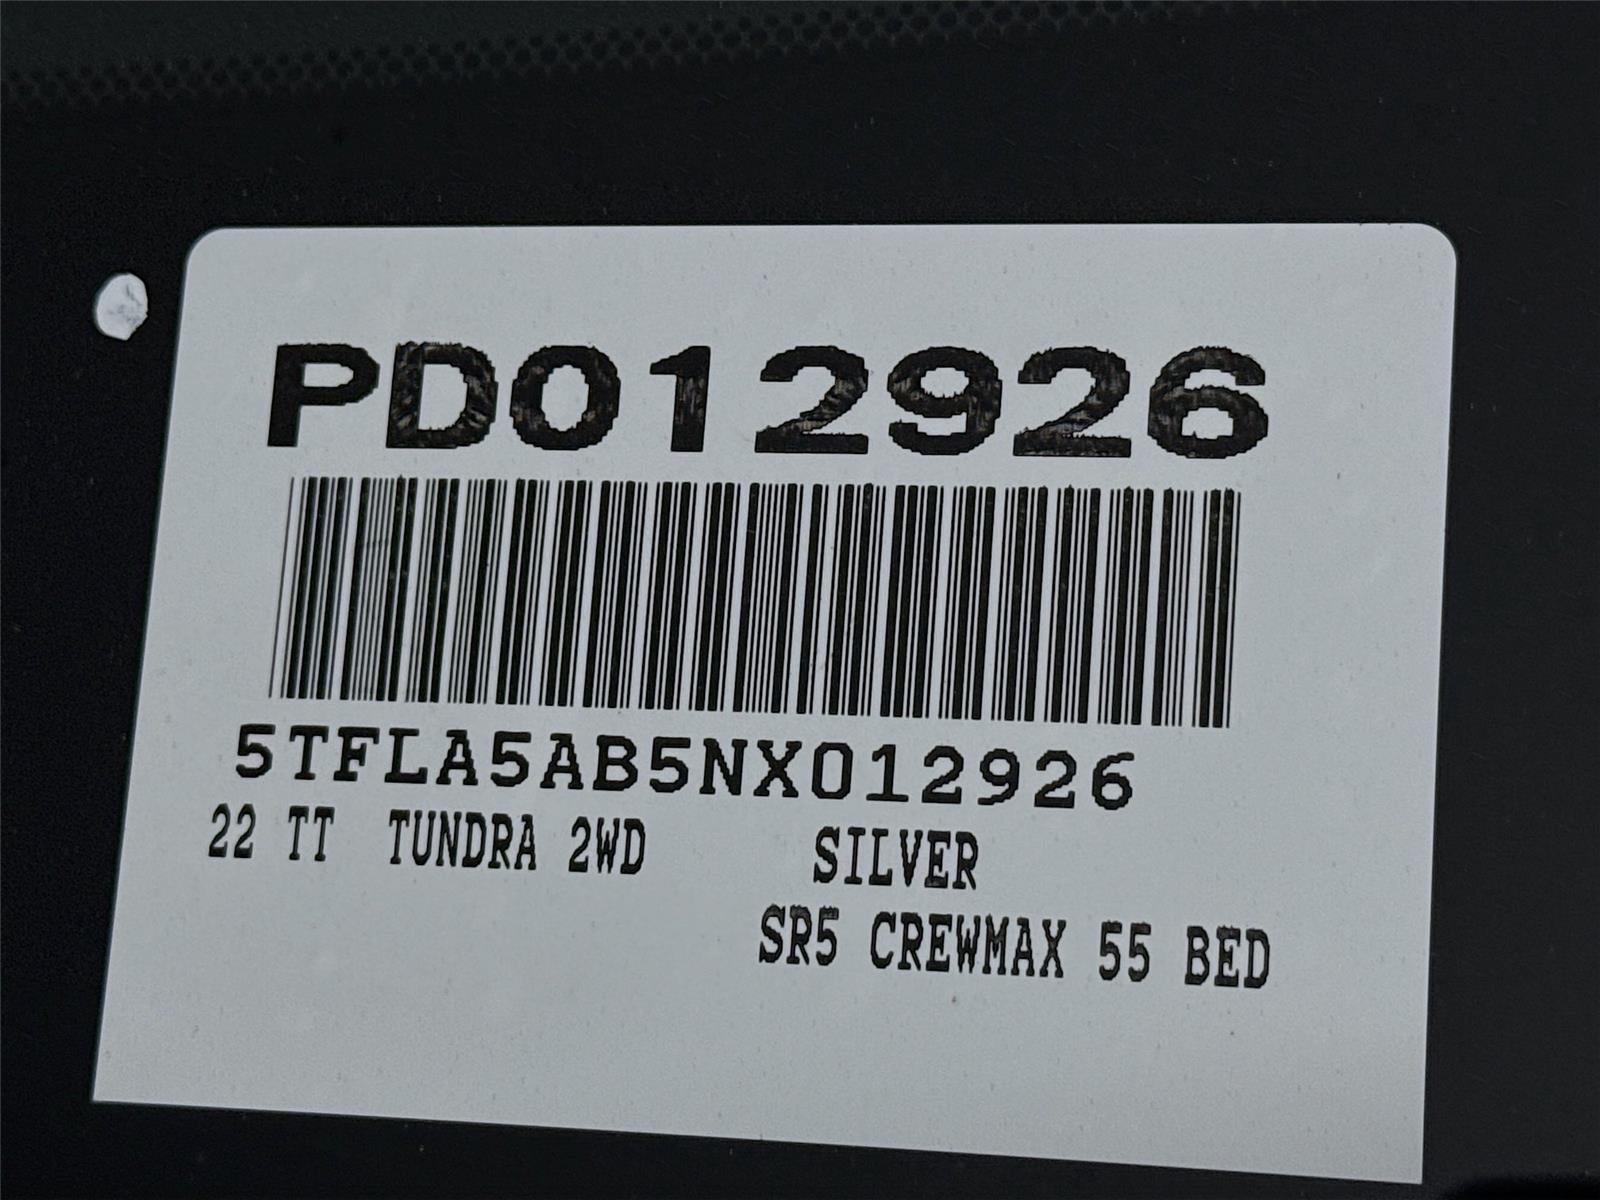 PD012926
5TFLA5AB5NX012926
22 TT TUNDRA 2WD SILVER
SR5 CREWMAX 55 BED